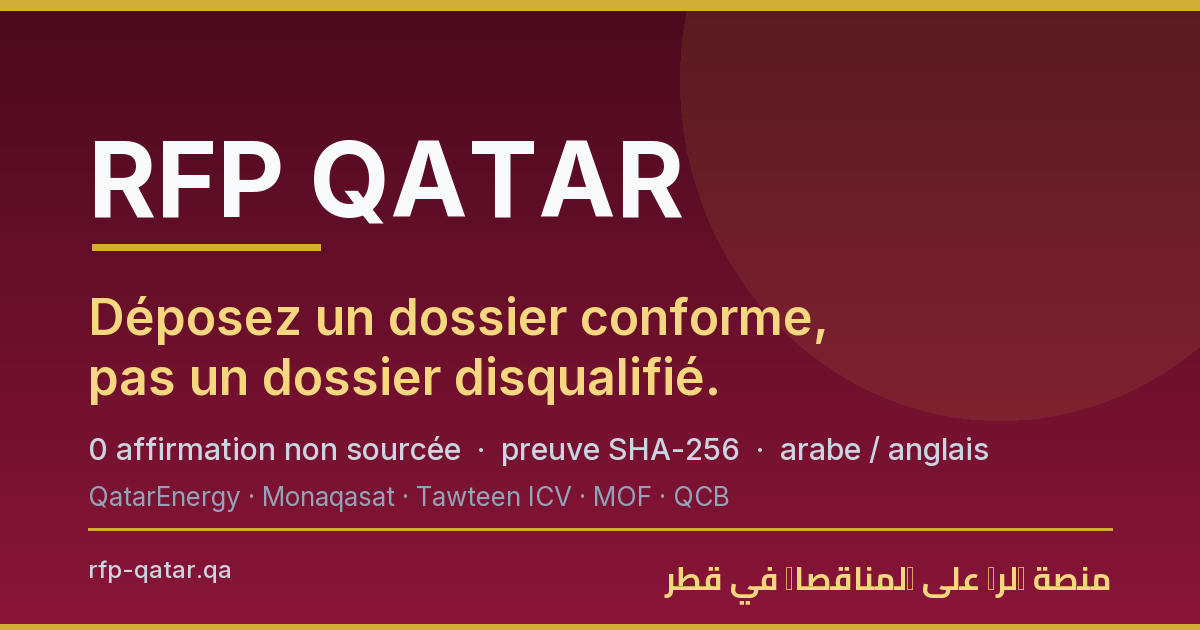 RFP QATAR
Déposez un dossier conforme,
pas un dossier disqualifié.
0 affirmation non sourcée · preuve SHA-256 · arabe / anglais
QatarEnergy · Monaqasat · Tawteen ICV · MOF · QCB
rfp-qatar.qa
منصة على في قطر